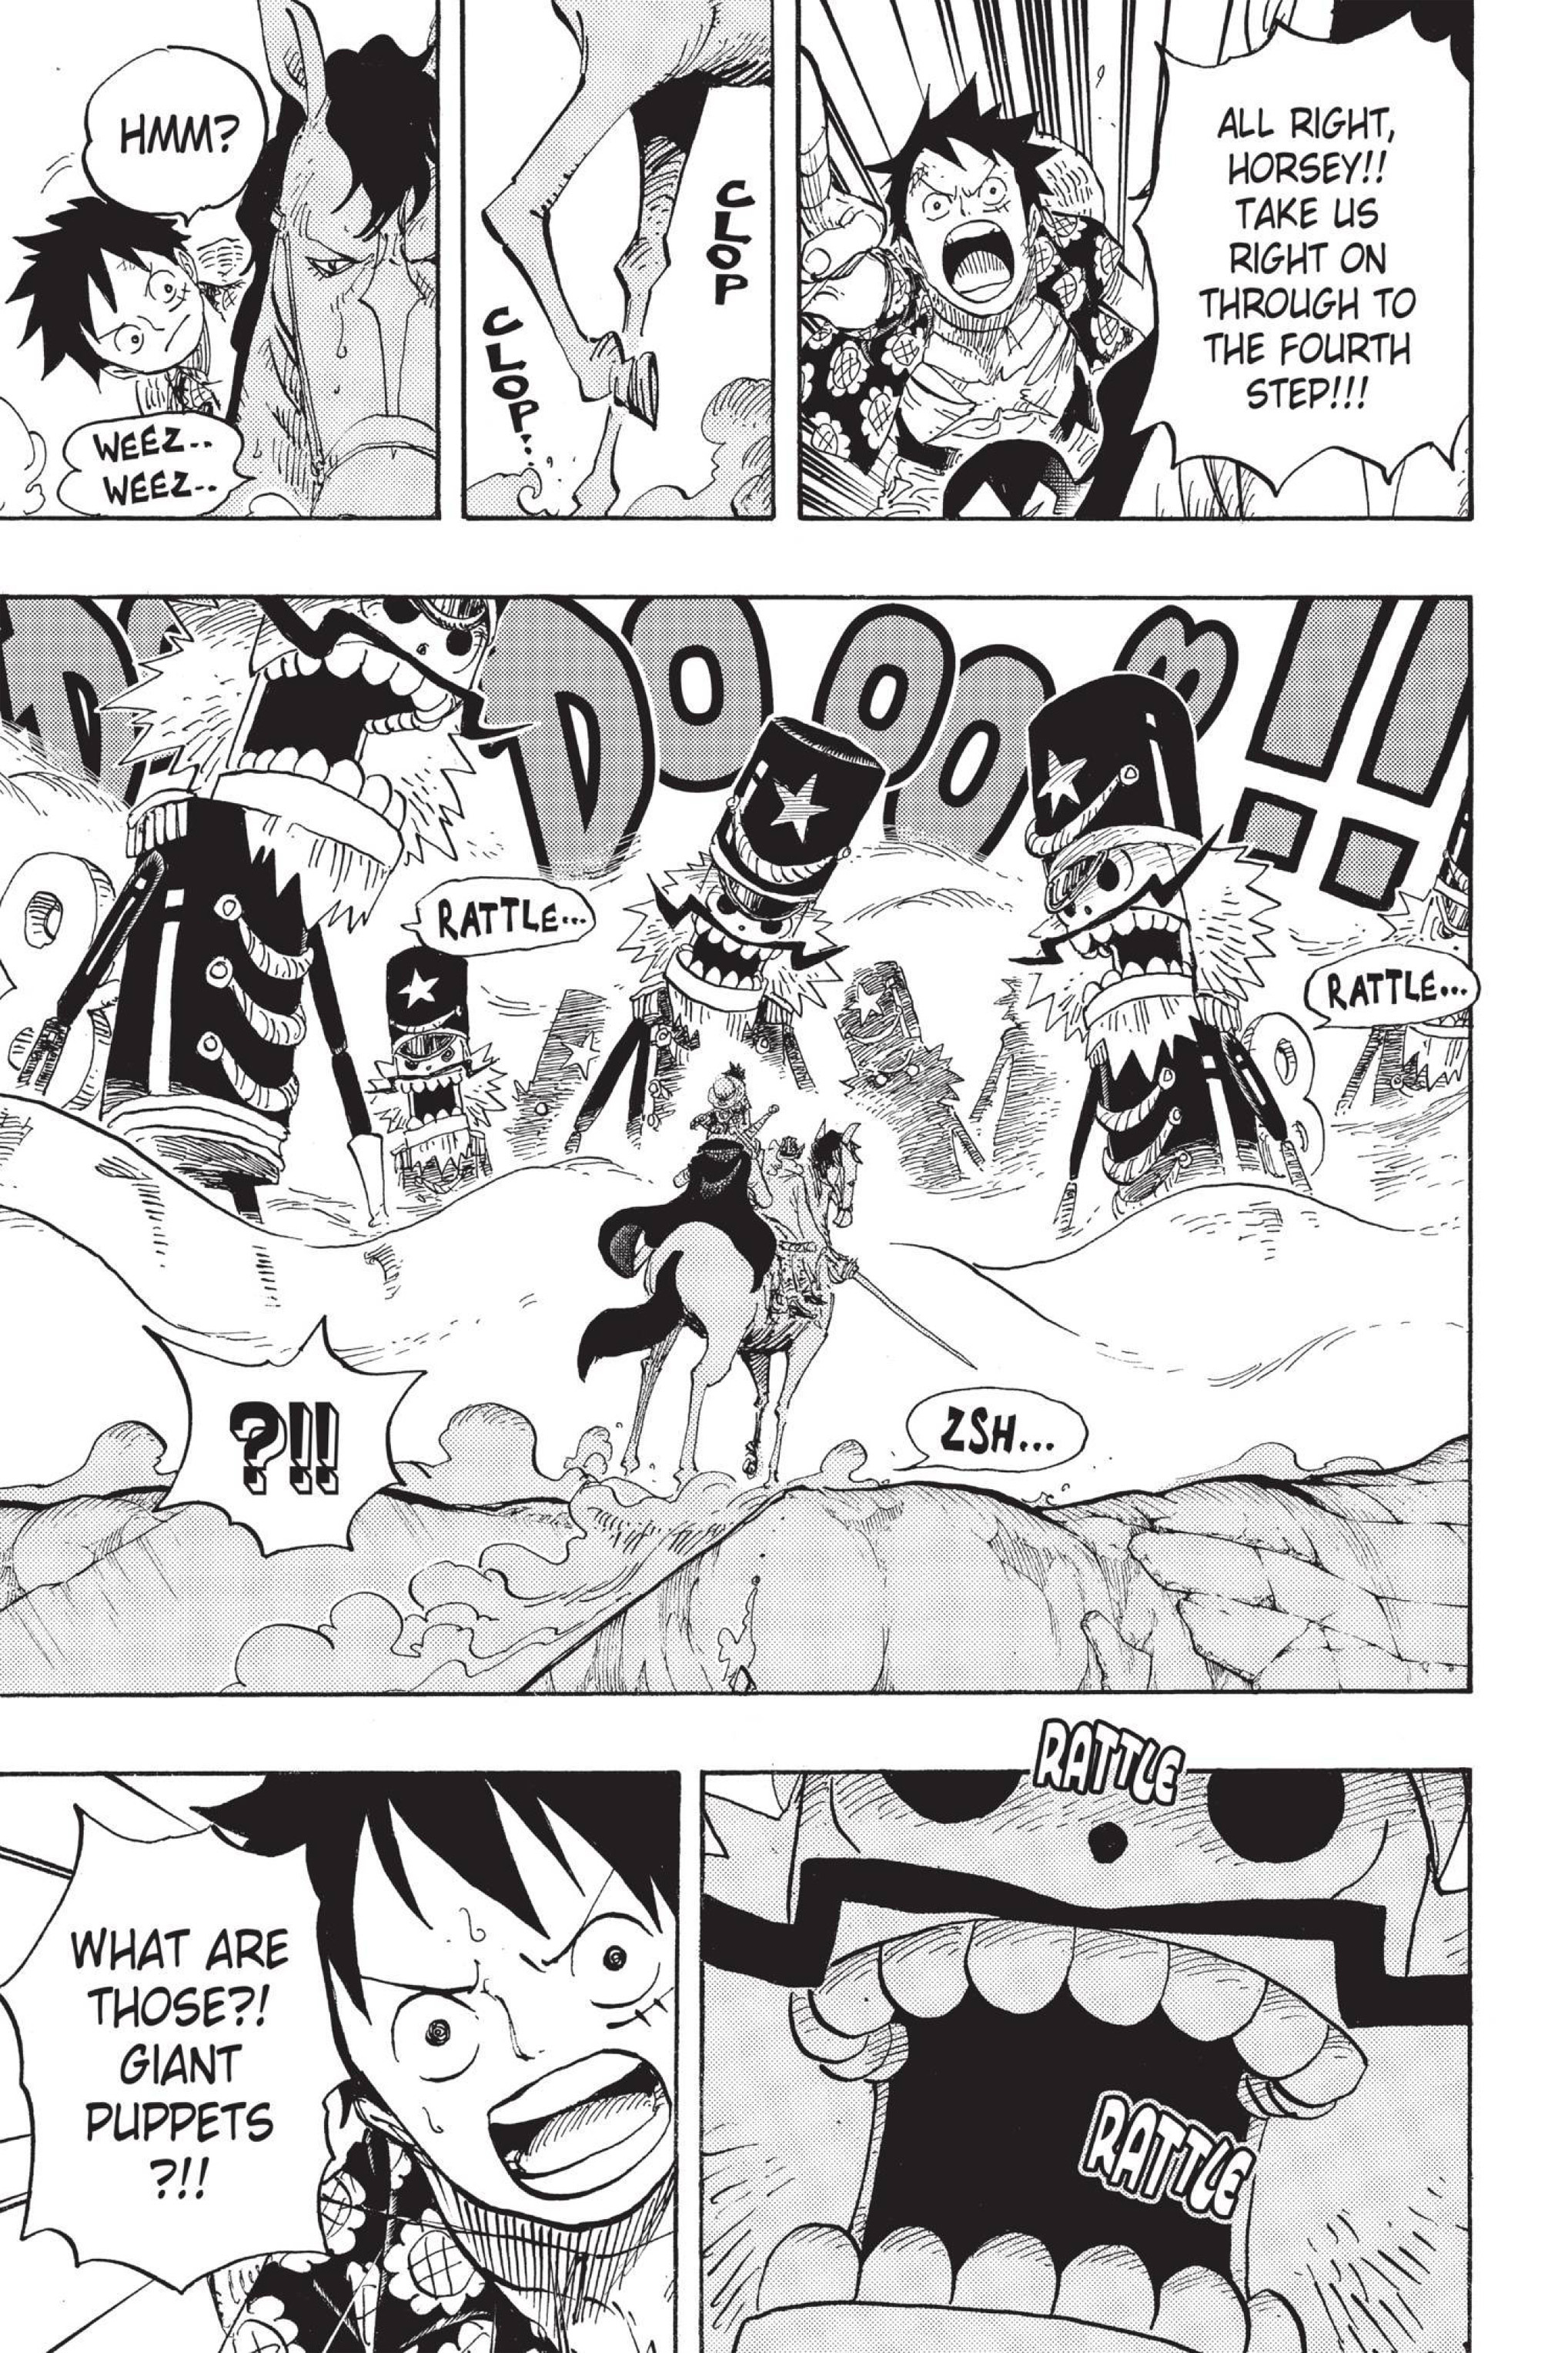 ALL RIGHT,
HORSEY!!
TAKE US
RIGHT ON
THROUGH TO
THE FOURTH
STEP!!!
CLOP
CLOP...
HMM?
WEEZ..
WEEZ..
DOOOOM!!
RATTLE...
RATTLE...
ZSH...
?!!
RATTLE
RATTLE
WHAT ARE
THOSE?!
GIANT
PUPPETS
?!!